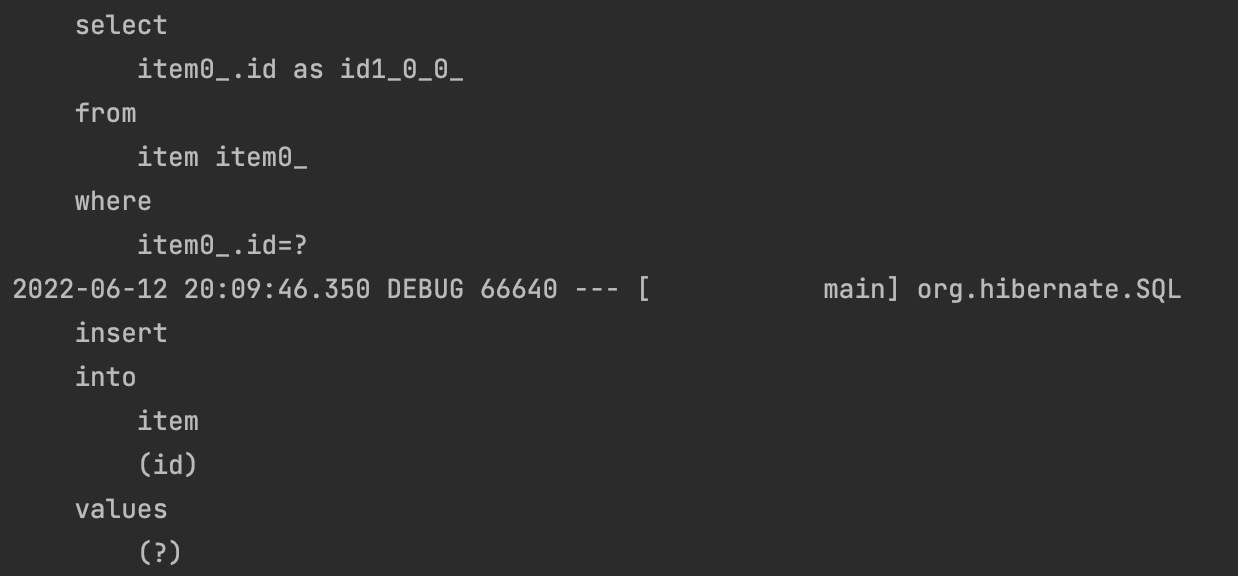 select
item0_.id as id1_0_0_
from
item item0_
where
item0_.id=?
2022-06-12 20:09:46.350 DEBUG 66640 --- [           main] org.hibernate.SQL
insert
into
item
(id)
values
(?)